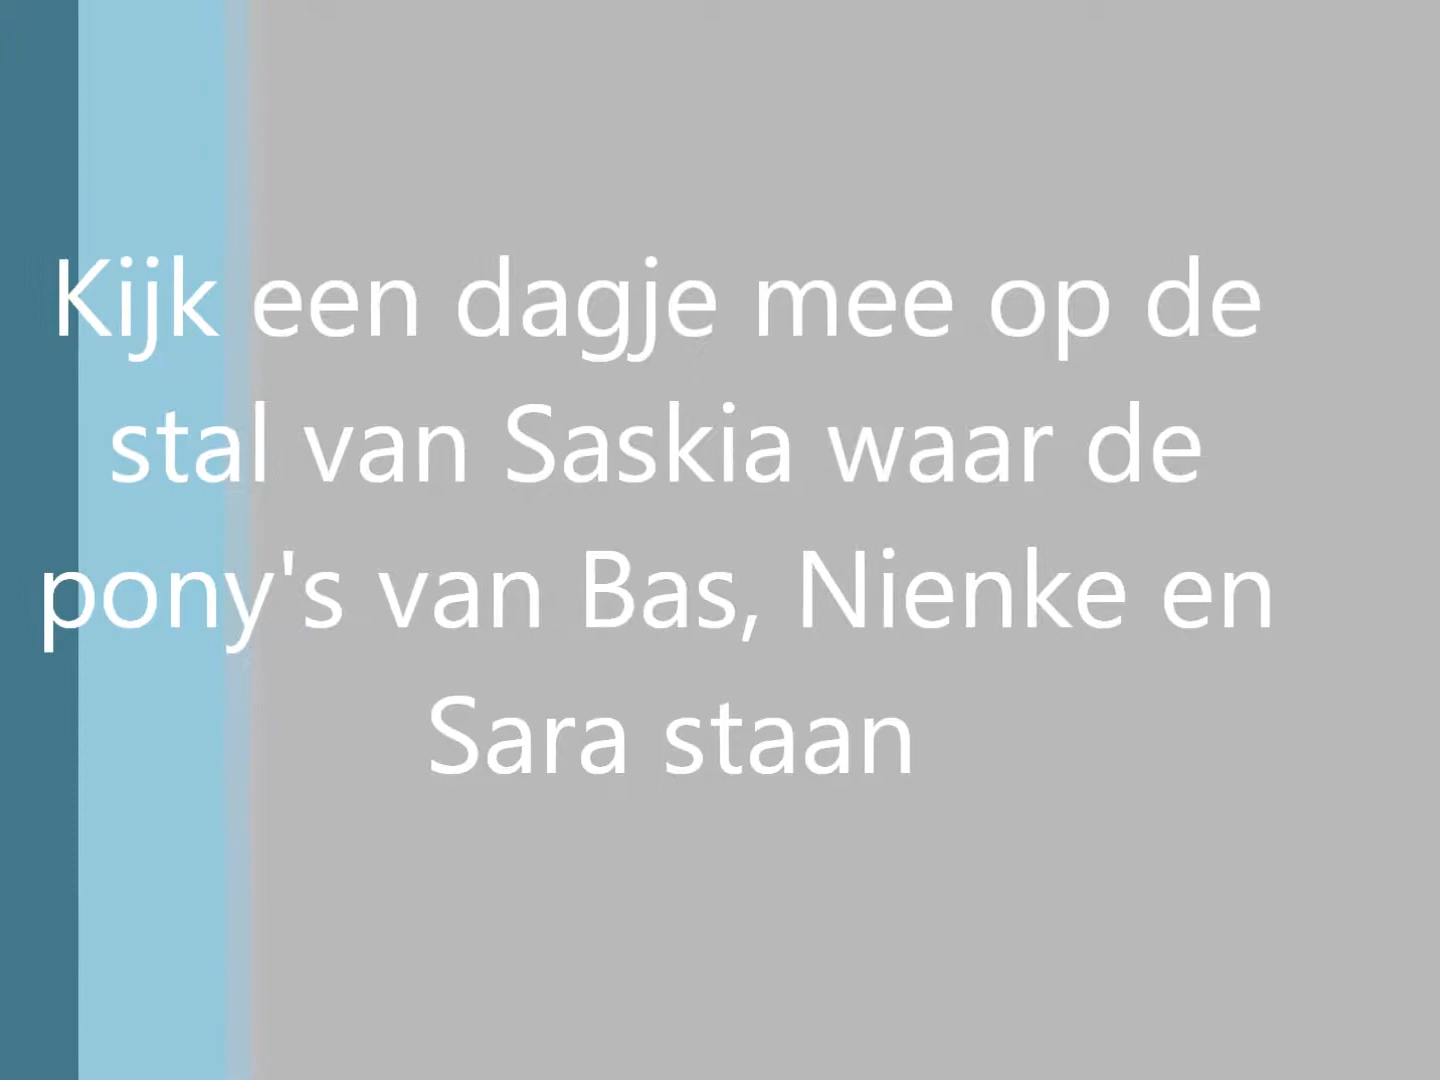 Kijk een dagje mee op de
stal van Saskia waar de
pony's van Bas, Nienke en
Sara staan